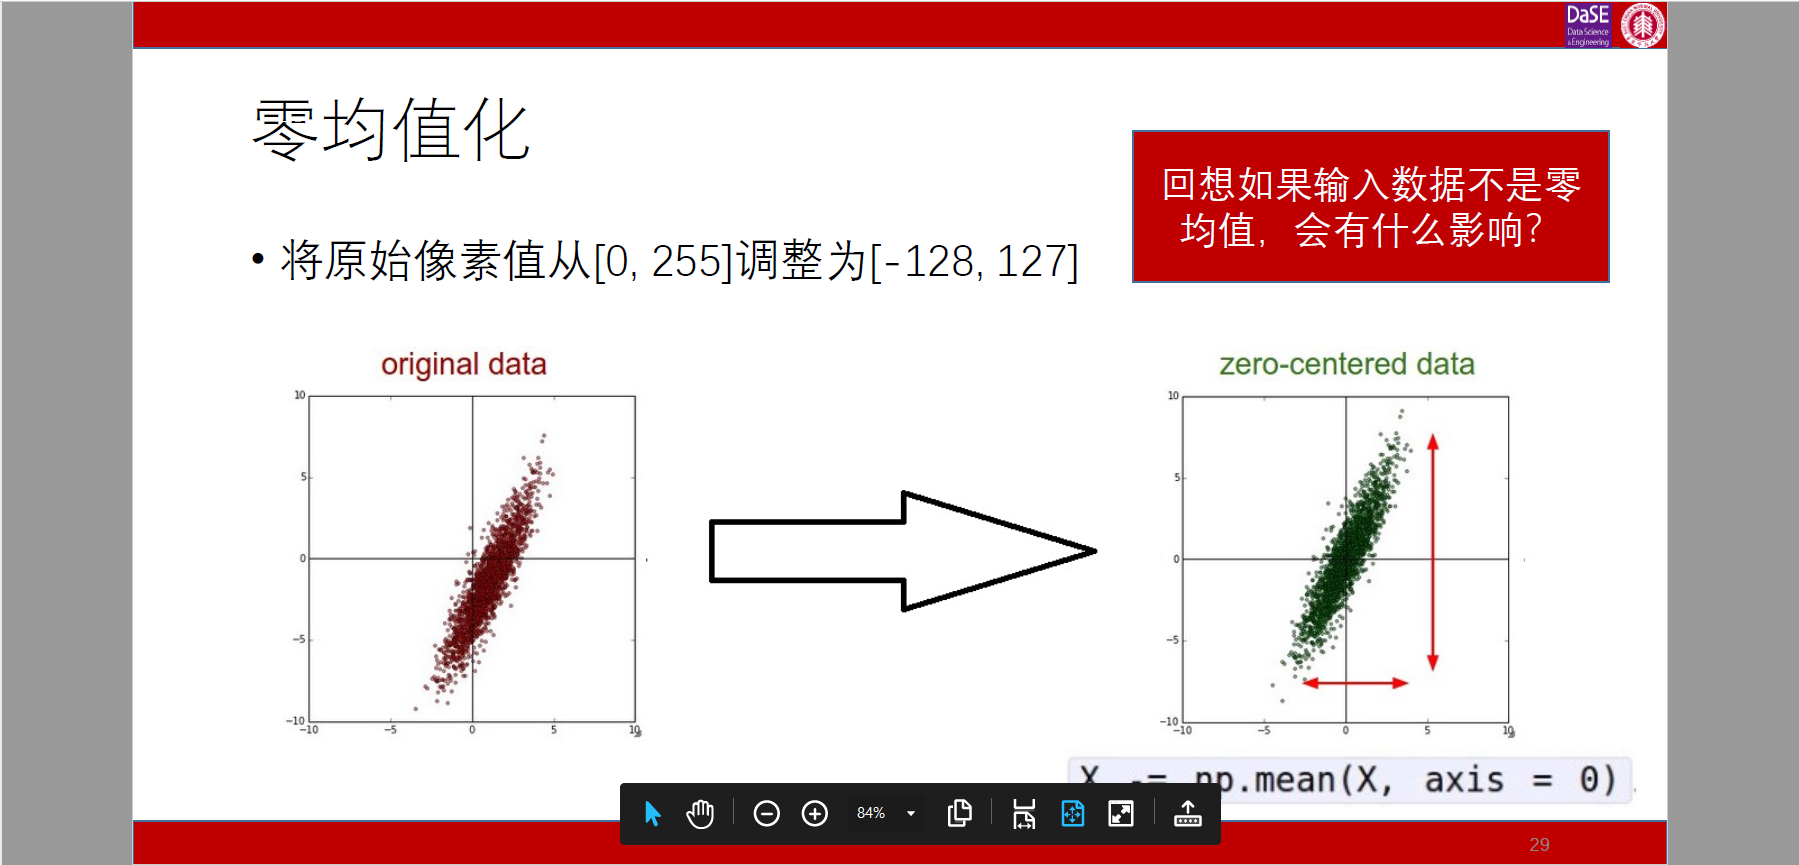 DaSE
Data Science
& Engineering
零均值化
回想如果输入数据不是零
均值，会有什么影响？
• 将原始像素值从[0, 255]调整为[-128, 127]
original data
zero-centered data
10
5
0
−5
−10
−10
−5
0
5
10
10
5
0
−5
−10
−10
−5
0
5
10
X -= np.mean(X, axis = 0)
84%
29